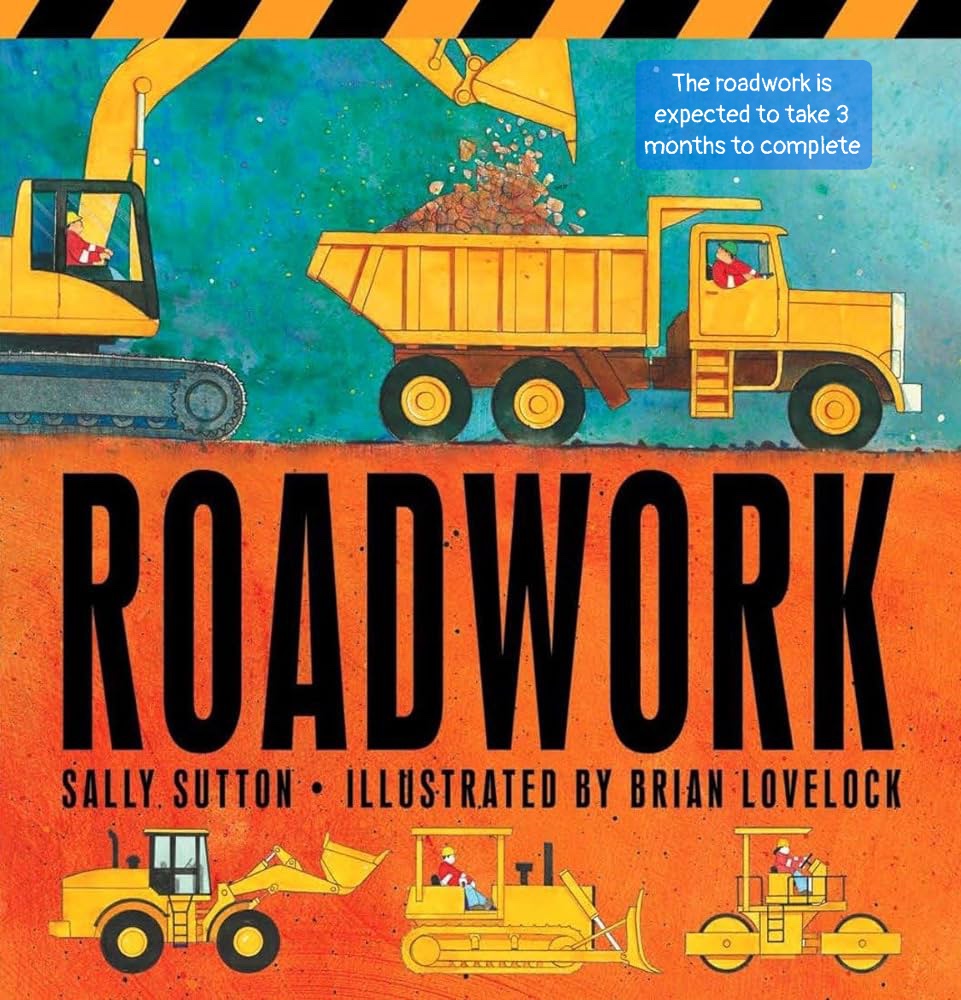 The roadwork is
expected to take 3
months to complete
ROADWORK
SALLY SUTTON • ILLUSTRATED BY BRIAN LOVELOCK